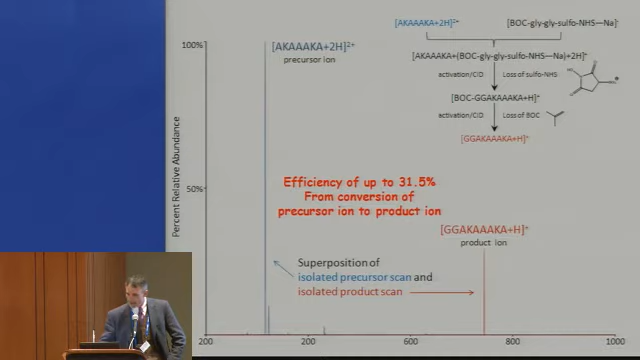 [AKAAAKA+2H]²⁺
[BOC-gly-gly-sulfo-NHS—Na]⁻
[AKAAAKA+(BOC-gly-gly-sulfo-NHS—Na)+2H]⁺
activation/CID
Loss of sulfo-NHS
[BOC-GGAKAAAKA+H]⁺
activation/CID
Loss of BOC
[GGAKAAAKA+H]⁺
100%
[AKAAAKA+2H]²⁺
precursor ion
Percent Relative Abundance
50%
Efficiency of up to 31.5%
From conversion of
precursor ion to product ion
[GGAKAAAKA+H]⁺
product ion
Superposition of
isolated precursor scan and
isolated product scan
200
200
600
800
1000